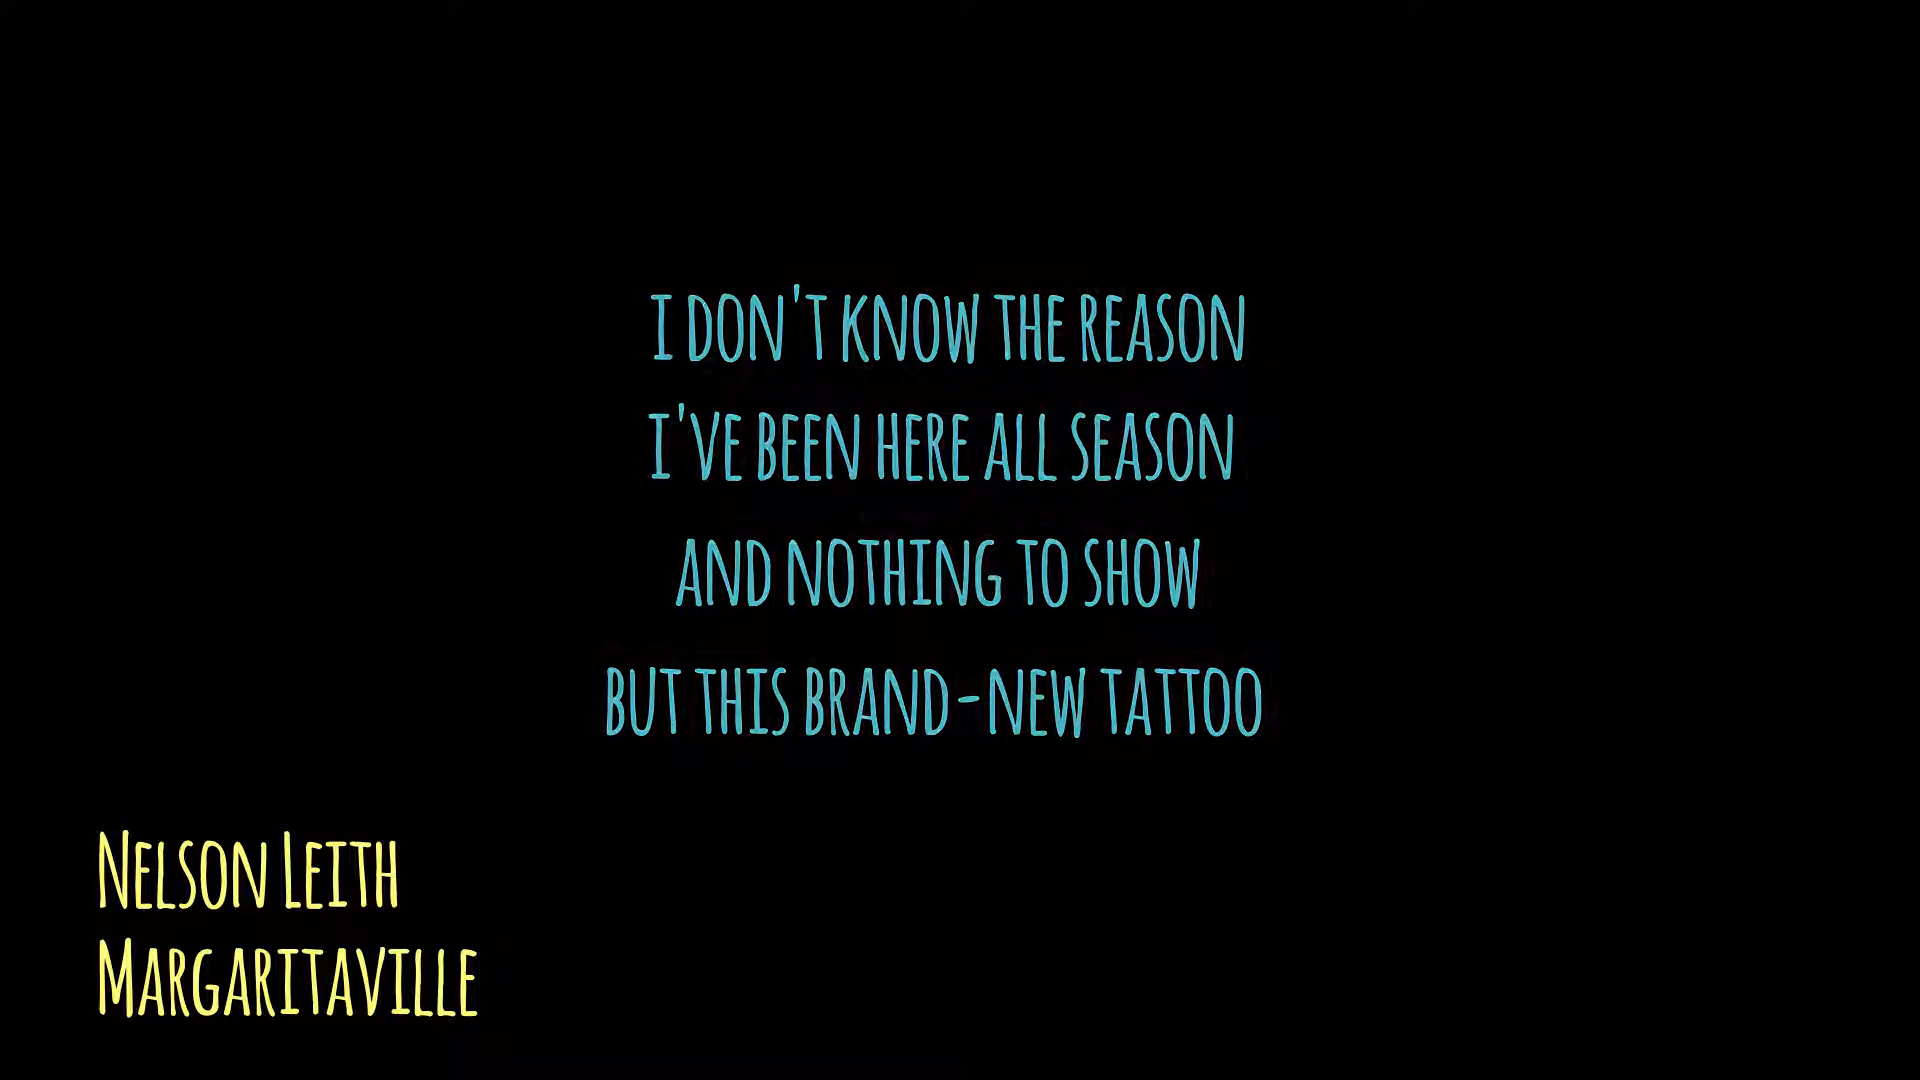 I DON'T KNOW THE REASON
I'VE BEEN HERE ALL SEASON
AND NOTHING TO SHOW
BUT THIS BRAND-NEW TATTOO
NELSON LEITH
MARGARITAVILLE